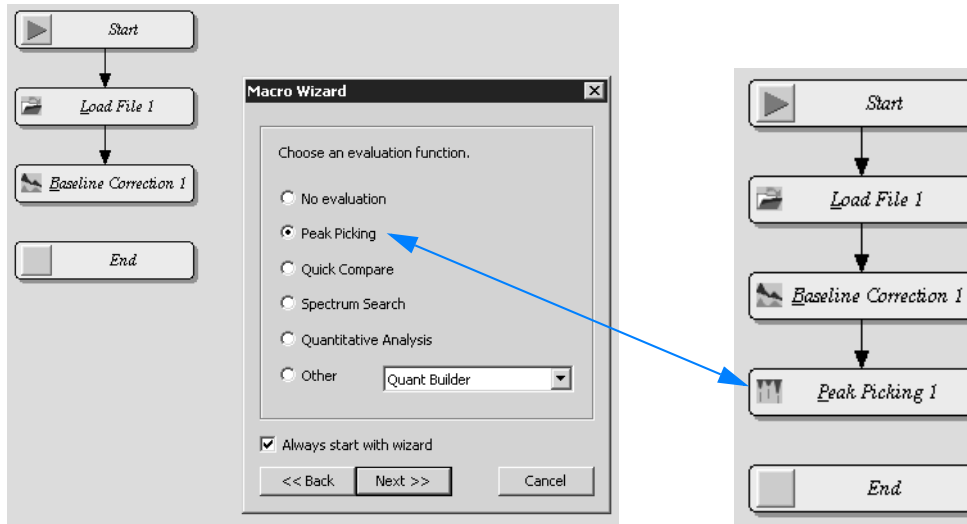 Start
Load File 1
Baseline Correction 1
End
Macro Wizard
Choose an evaluation function.
No evaluation
Peak Picking
Quick Compare
Spectrum Search
Quantitative Analysis
Other
Quant Builder
Always start with wizard
<< Back
Next >>
Cancel
Start
Load File 1
Baseline Correction 1
Peak Picking 1
End